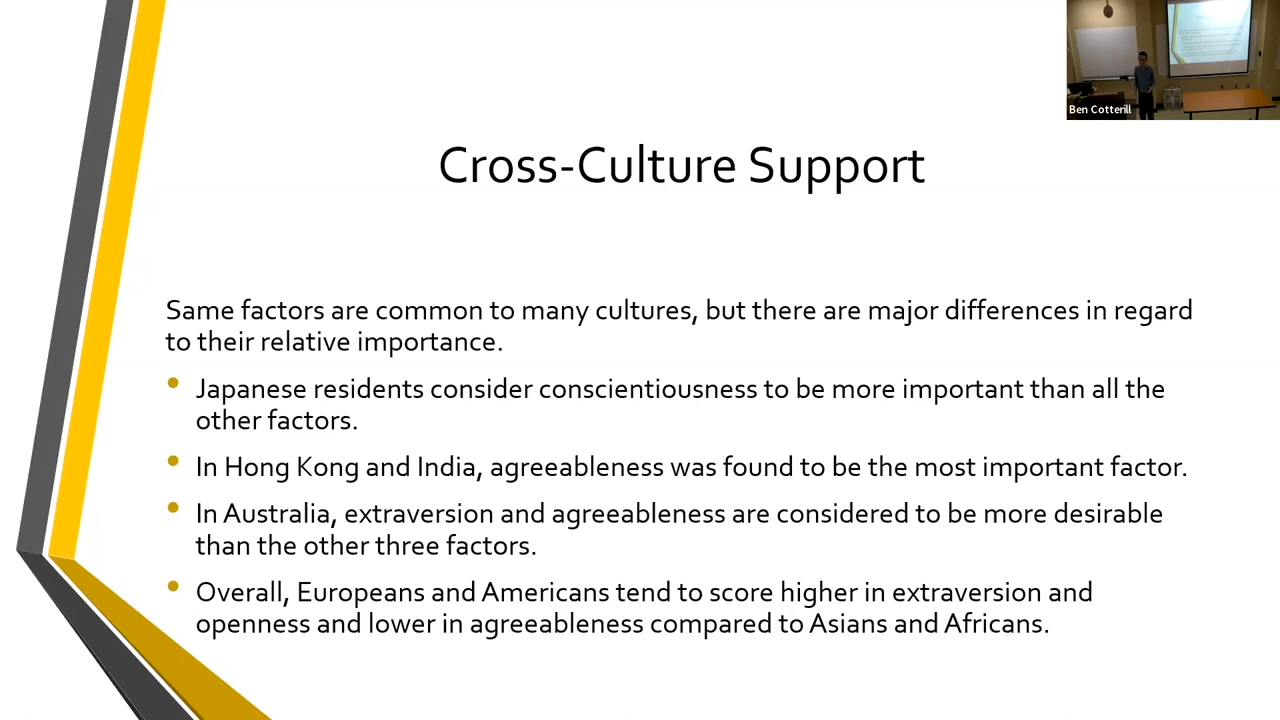 Ben Cotterill
Cross-Culture Support
Same factors are common to many cultures, but there are major differences in regard
to their relative importance.
Japanese residents consider conscientiousness to be more important than all the
other factors.
In Hong Kong and India, agreeableness was found to be the most important factor.
In Australia, extraversion and agreeableness are considered to be more desirable
than the other three factors.
Overall, Europeans and Americans tend to score higher in extraversion and
openness and lower in agreeableness compared to Asians and Africans.